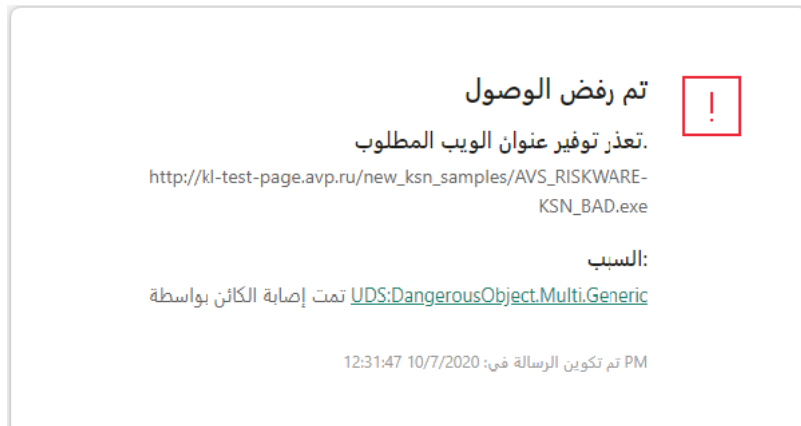 تم رفض الوصول
!
تعذر توفير عنوان الويب المطلوب.
http://kl-test-page.avp.ru/new_ksn_samples/AVS_RISKWARE-
KSN_BAD.exe
السبب:
تمت إصابة الكائن بواسطة UDS:DangerousObject.Multi.Generic
تم تكوين الرسالة في: 10/7/2020 12:31:47 PM